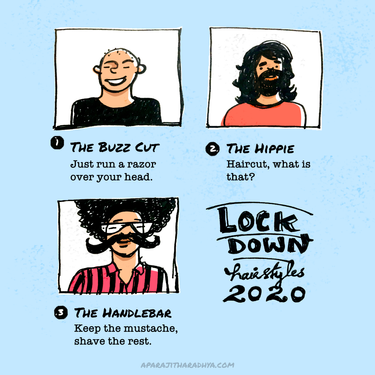 1 THE BUZZ CUT
Just run a razor
over your head.
2 THE HIPPIE
Haircut, what is
that?
3 THE HANDLEBAR
Keep the mustache,
shave the rest.
LOCK
DOWN
hairstyles
2020
APARAJITHARADHYA.COM